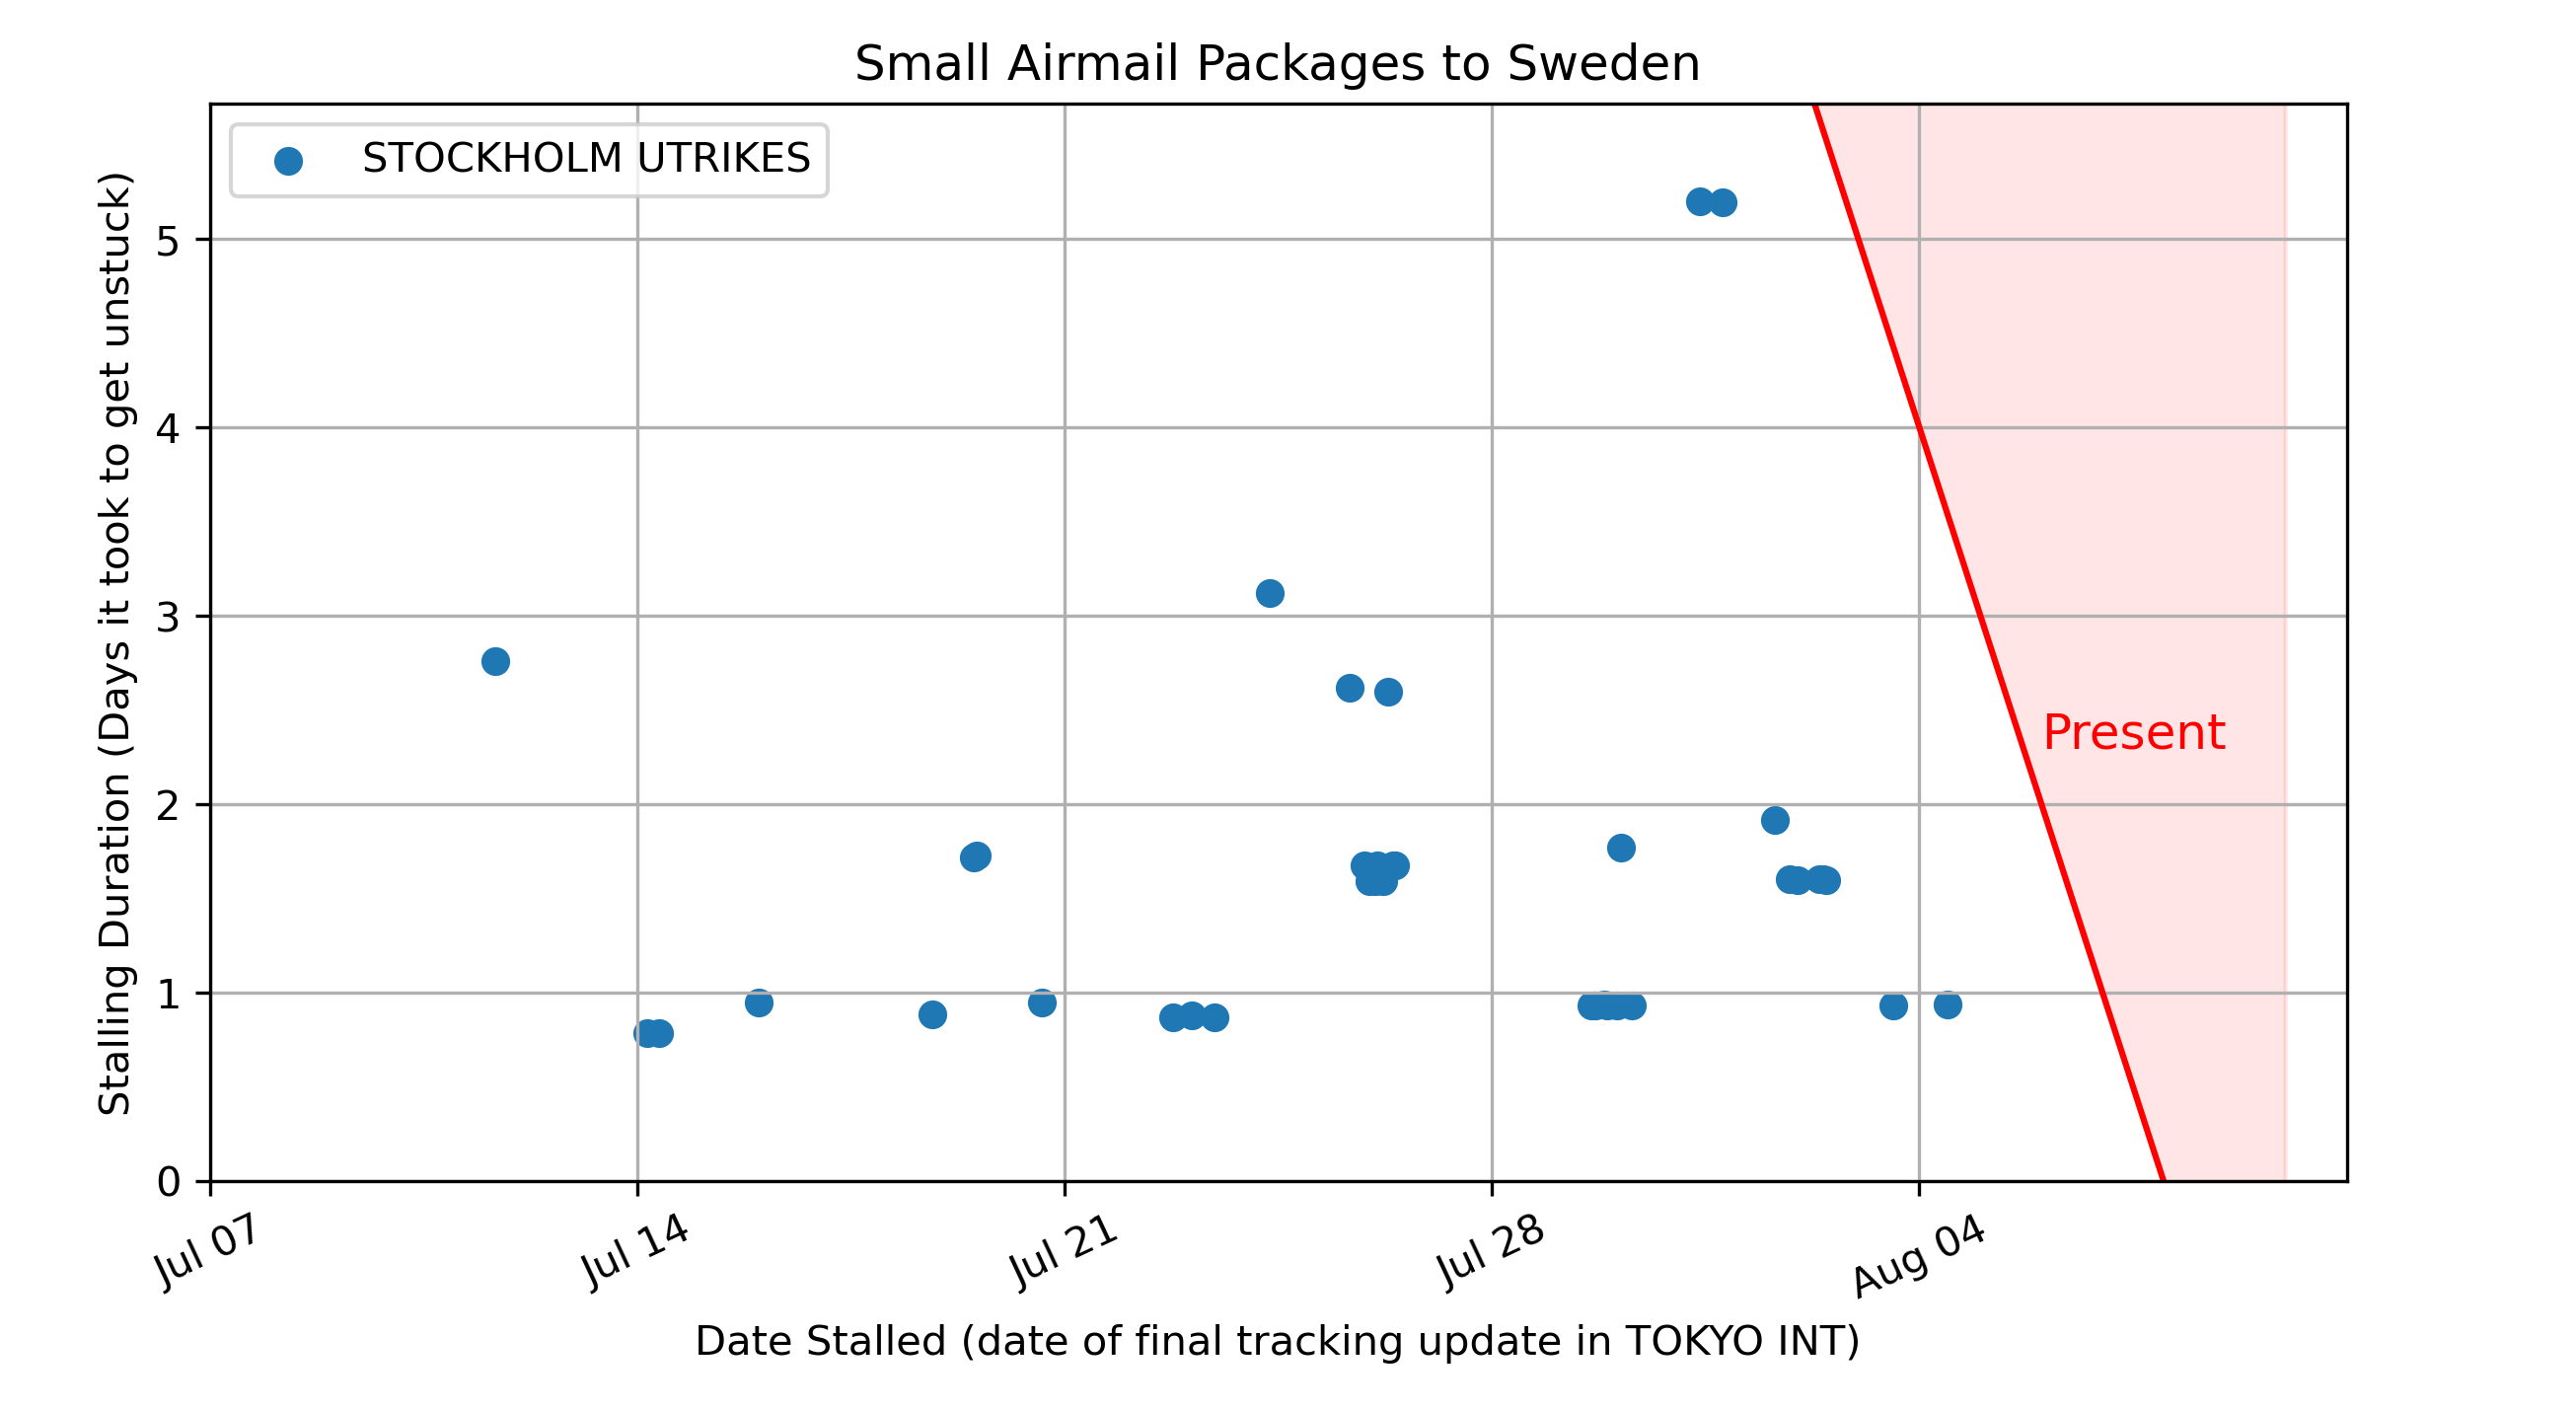 Small Airmail Packages to Sweden
STOCKHOLM UTRIKES
Stalling Duration (Days it took to get unstuck)
5
4
3
2
1
0
Present
Jul 07
Jul 14
Jul 21
Jul 28
Aug 04
Date Stalled (date of final tracking update in TOKYO INT)